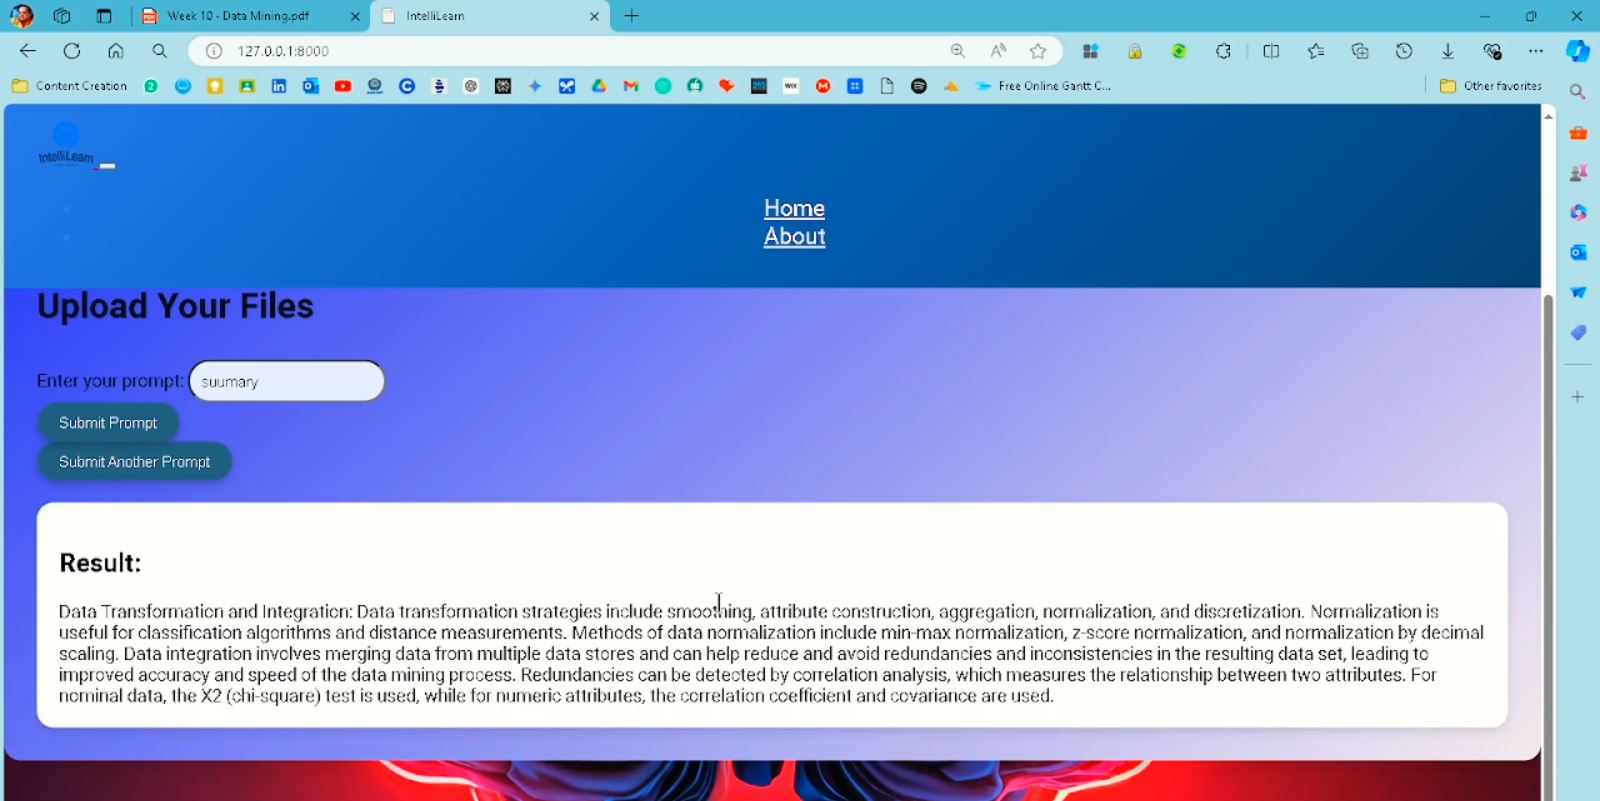 Week 10 - Data Mining.pdf
IntelliLearn
127.0.0.1:8000
Content Creation
Free Online Gantt C...
Other favorites
IntelliLearn
Home
About
Upload Your Files
Enter your prompt: suumary
Submit Prompt
Submit Another Prompt
Result:
Data Transformation and Integration: Data transformation strategies include smoothing, attribute construction, aggregation, normalization, and discretization. Normalization is
useful for classification algorithms and distance measurements. Methods of data normalization include min-max normalization, z-score normalization, and normalization by decimal
scaling. Data integration involves merging data from multiple data stores and can help reduce and avoid redundancies and inconsistencies in the resulting data set, leading to
improved accuracy and speed of the data mining process. Redundancies can be detected by correlation analysis, which measures the relationship between two attributes. For
nominal data, the X2 (chi-square) test is used, while for numeric attributes, the correlation coefficient and covariance are used.